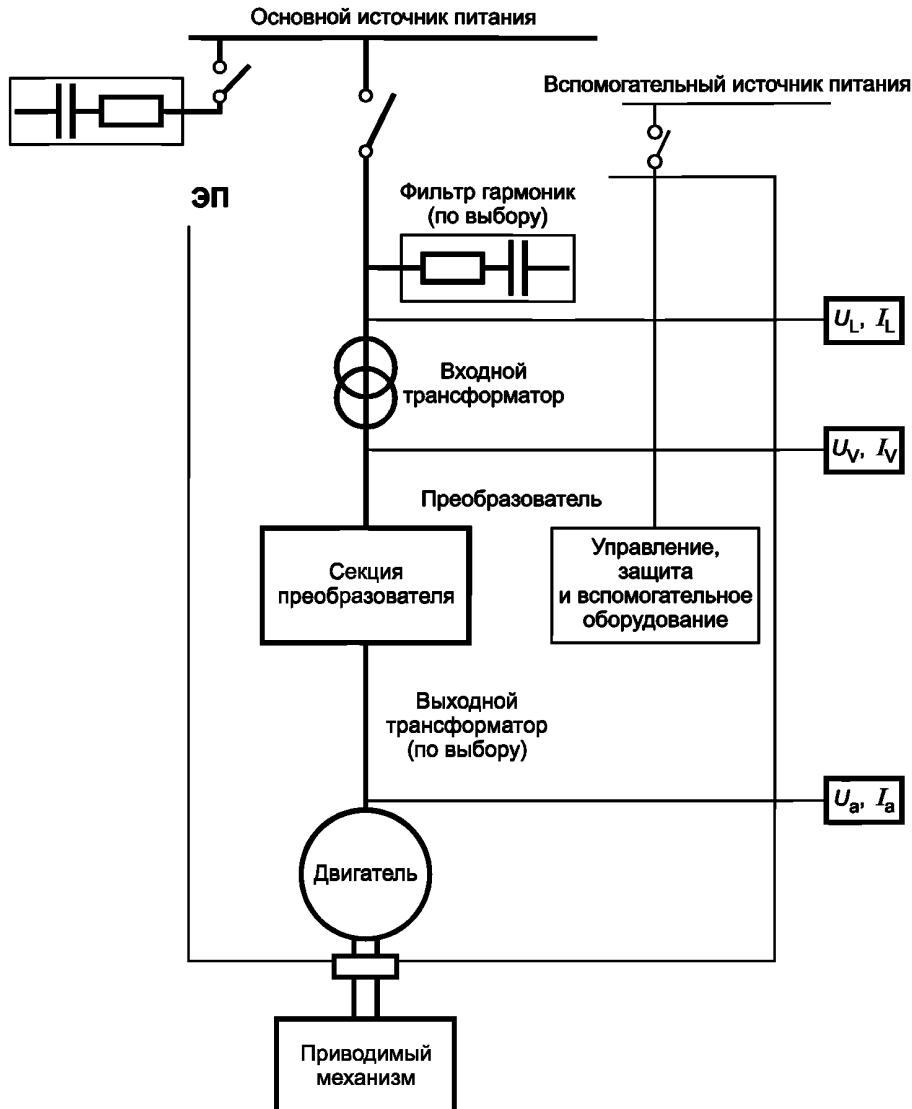 Основной источник питания
Вспомогательный источник питания
ЭП
Фильтр гармоник
(по выбору)
U_L, I_L
Входной
трансформатор
U_V, I_V
Преобразователь
Секция
преобразователя
Управление,
защита
и вспомогательное
оборудование
Выходной
трансформатор
(по выбору)
U_a, I_a
Двигатель
Приводимый
механизм